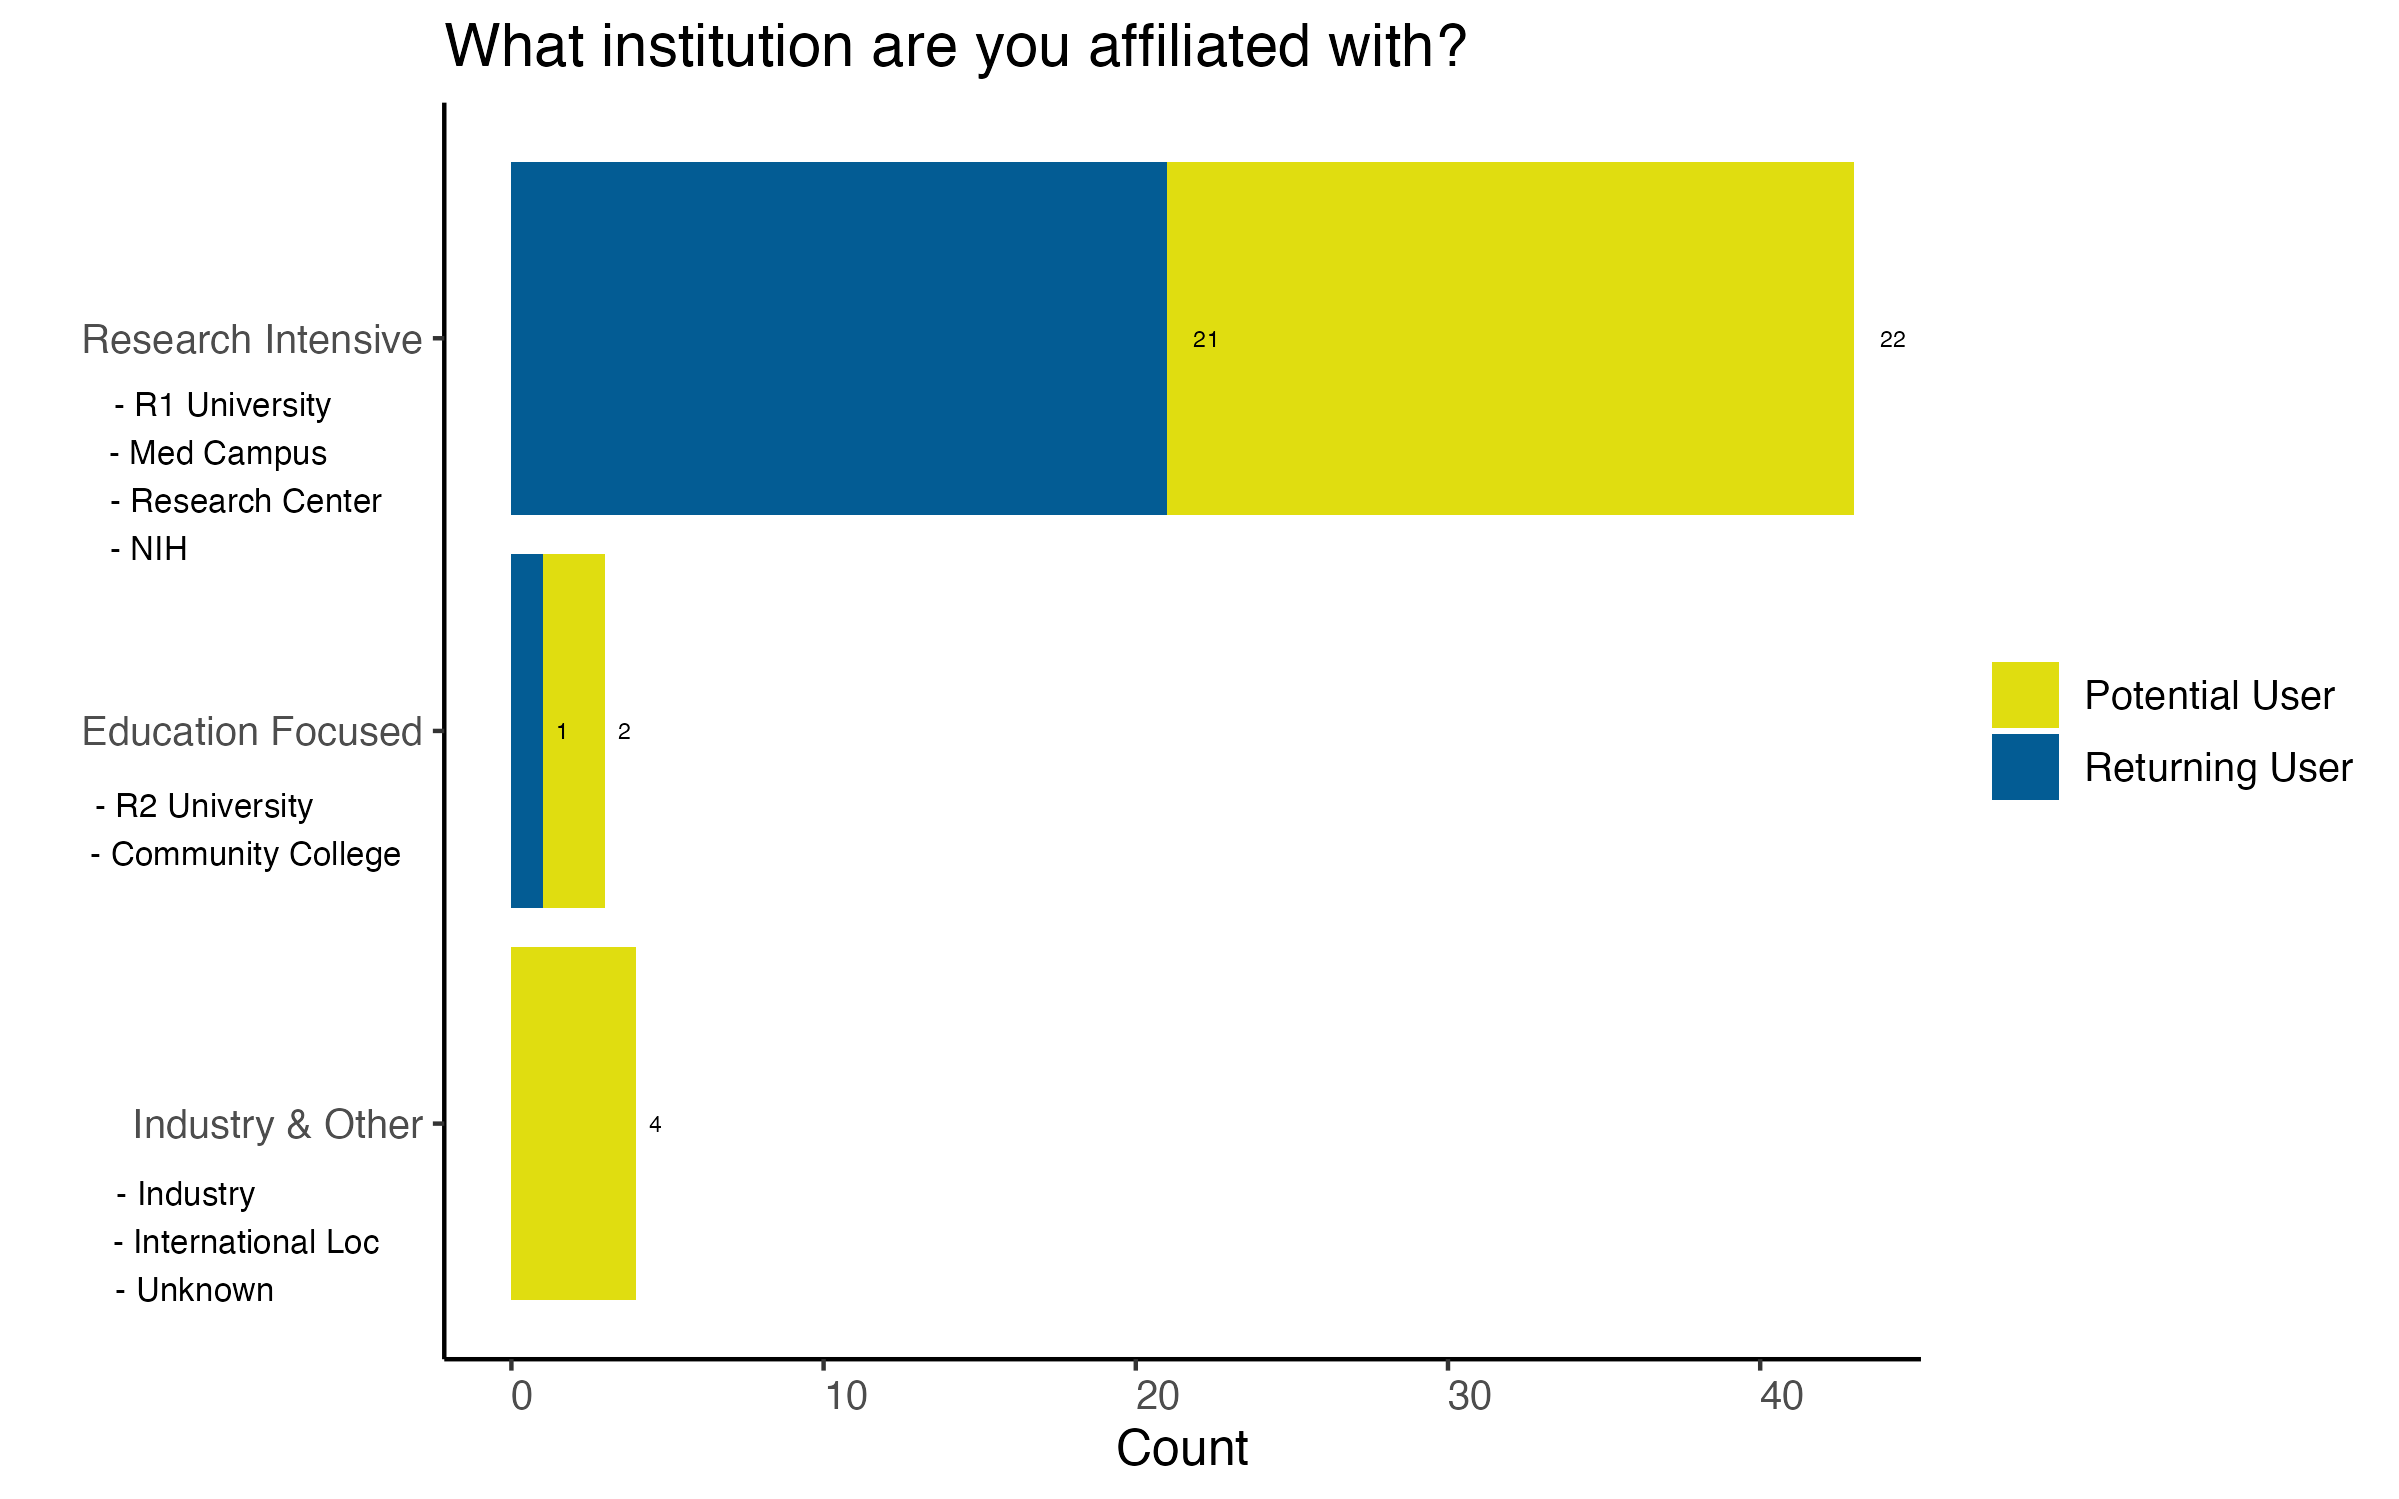 What institution are you affiliated with?
Research Intensive
- R1 University
- Med Campus
- Research Center
- NIH
21
22
Education Focused
- R2 University
- Community College
1
2
Industry & Other
- Industry
- International Loc
- Unknown
4
Potential User
Returning User
0 10 20 30 40
Count